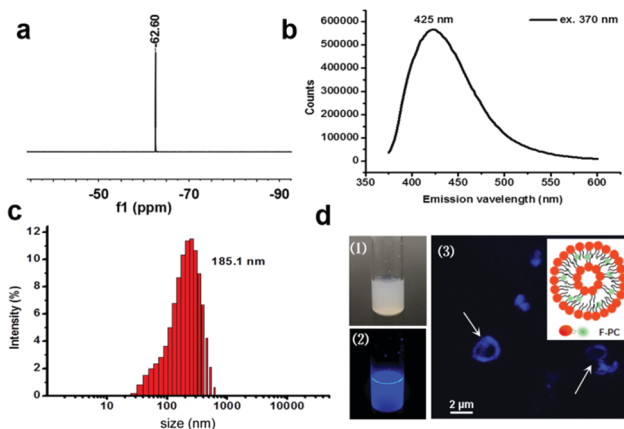 a
-62.60
-50
-70
-90
f1 (ppm)
b
425 nm
ex. 370 nm
600000
500000
400000
300000
200000
100000
0
Counts
350
400
450
500
550
600
Emission vavelength (nm)
c
12
10
8
6
4
2
0
Intensity (%)
185.1 nm
10
100
1000
10000
size (nm)
d
(1)
(2)
(3)
F-PC
2 µm